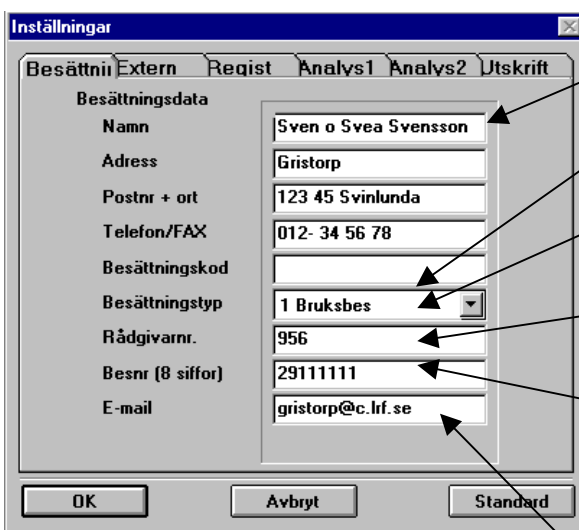 Inställningar
Besättnii Extern Regist Analys1 Analys2 Utskrift
Besättningsdata
Namn Sven o Svea Svensson
Adress Gristorp
Postnr + ort 123 45 Svinlunda
Telefon/FAX 012- 34 56 78
Besättningskod
Besättningstyp 1 Bruksbes
Rådgivarnr. 956
Besnr (8 siffor) 29111111
E-mail gristorp@c.lrf.se
OK Avbryt Standard